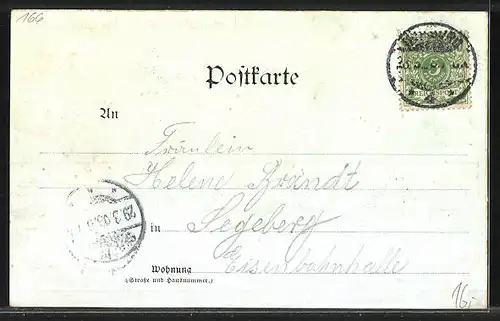 166
Postkarte
An
Fräulein
Helene Brandt
in Segeberg
Eisenbahnhalle
Wohnung
(Straße und Hausnummer.)
16.-